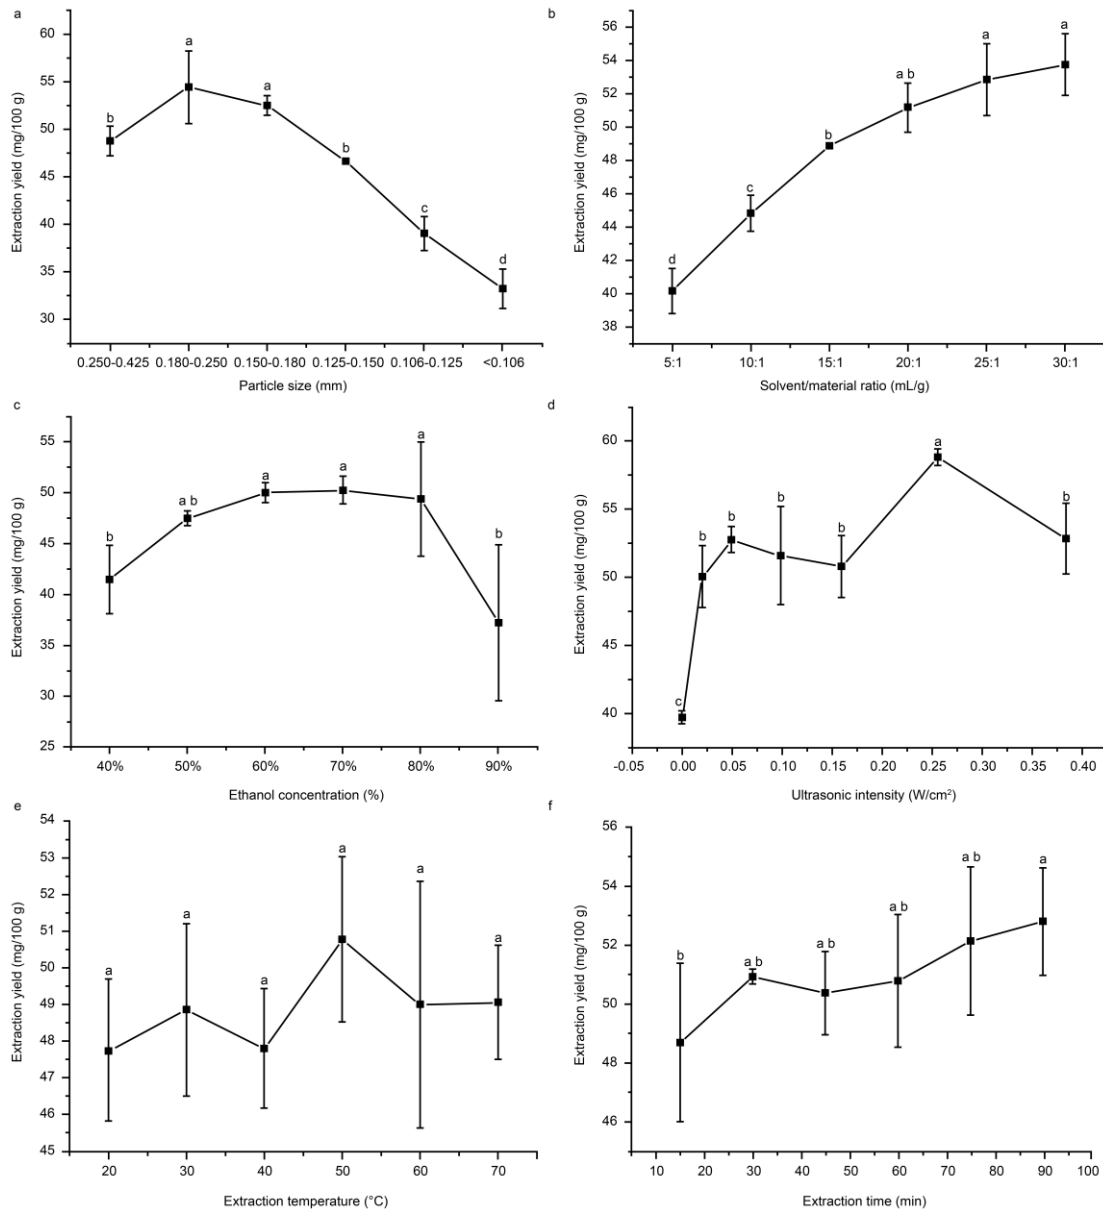 a
60
55
50
45
40
35
30
Extraction yield (mg/100 g)
b
a
a
b
c
d
0.250-0.425 0.180-0.250 0.150-0.180 0.125-0.150 0.106-0.125 <0.106
Particle size (mm)
b
56
54
52
50
48
46
44
42
40
38
Extraction yield (mg/100 g)
d
c
b
a b
a
a
5:1 10:1 15:1 20:1 25:1 30:1
Solvent/material ratio (mL/g)
c
55
50
45
40
35
30
25
Extraction yield (mg/100 g)
b
a b
a
a
a
b
40% 50% 60% 70% 80% 90%
Ethanol concentration (%)
d
60
55
50
40
Extraction yield (mg/100 g)
c
b
b
b
b
a
b
-0.05 0.00 0.05 0.10 0.15 0.20 0.25 0.30 0.35 0.40
Ultrasonic intensity (W/cm²)
e
54
53
52
51
50
49
48
47
46
45
Extraction yield (mg/100 g)
a
a
a
a
a
a
20 30 40 50 60 70
Extraction temperature (°C)
f
56
54
52
50
48
46
Extraction yield (mg/100 g)
b
a b
a b
a b
a b
a
10 20 30 40 50 60 70 80 90 100
Extraction time (min)